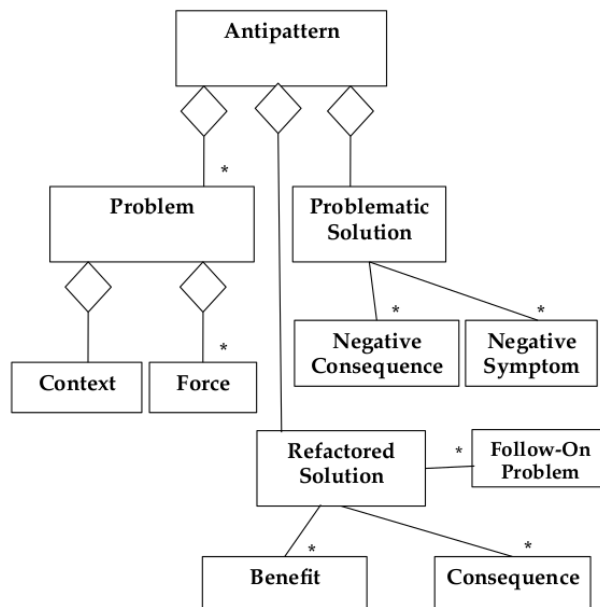 Antipattern
*
Problem
Problematic
Solution
*
*
*
Context
Force
Negative
Consequence
Negative
Symptom
Refactored
Solution
*
Follow-On
Problem
*
*
Benefit
Consequence